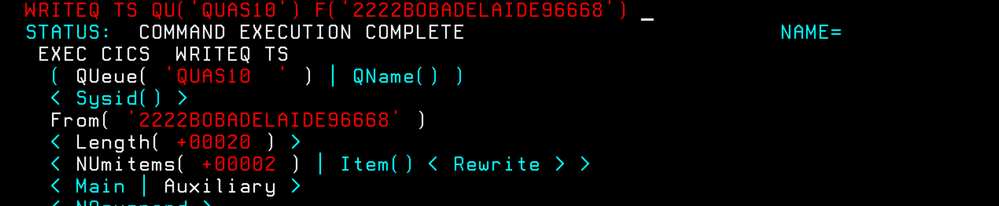 WRITEQ TS QU('QUAS10') F('2222BOBADELAIDE96668') _
STATUS:  COMMAND EXECUTION COMPLETE                         NAME=
 EXEC CICS  WRITEQ TS
  ( QUeue( 'QUAS10  ' ) | QName() )
  < Sysid() >
  From( '2222BOBADELAIDE96668' )
  < Length( +00020 ) >
  < NUmitems( +00002 ) | Item() < Rewrite > >
  < Main | Auxiliary >